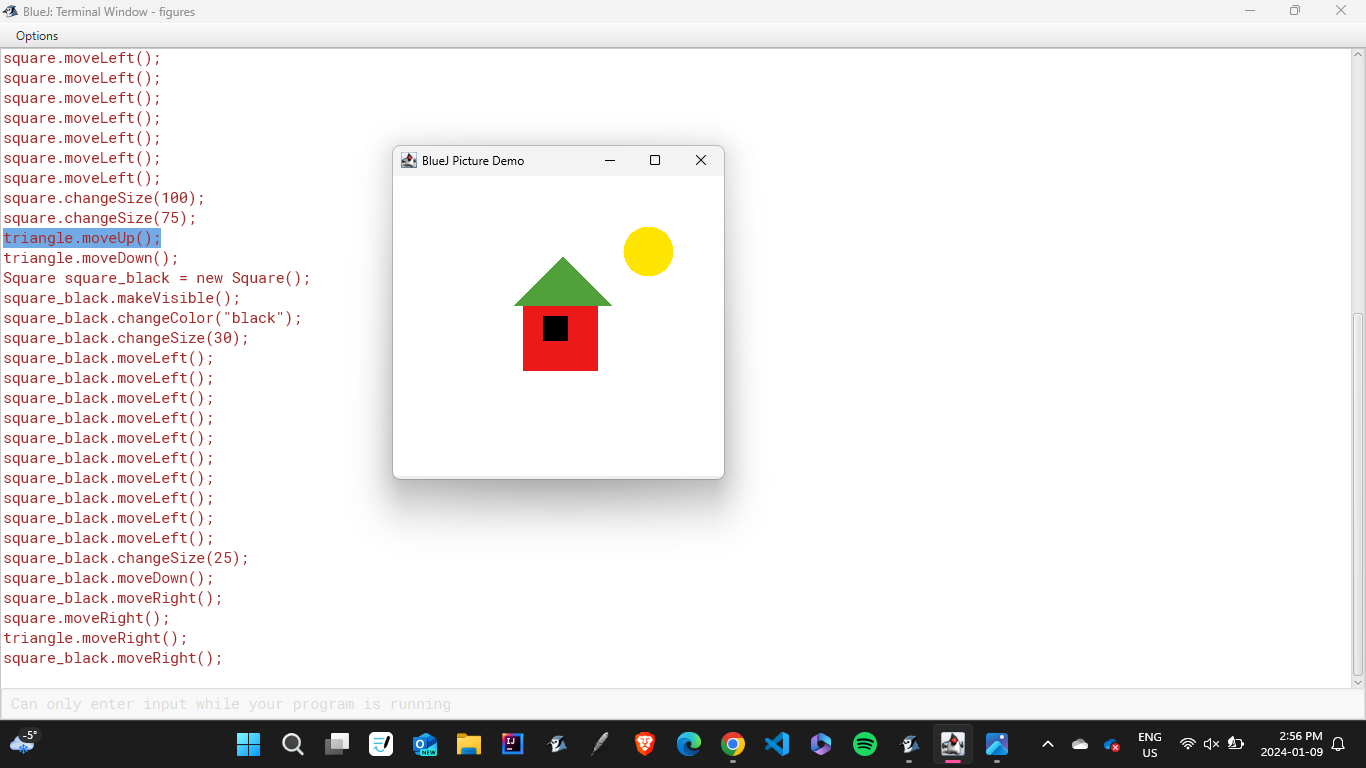 BlueJ: Terminal Window - figures
Options
square.moveLeft();
square.moveLeft();
square.moveLeft();
square.moveLeft();
square.moveLeft();
square.moveLeft();
square.moveLeft();
square.changeSize(100);
square.changeSize(75);
triangle.moveUp();
triangle.moveDown();
Square square_black = new Square();
square_black.makeVisible();
square_black.changeColor("black");
square_black.changeSize(30);
square_black.moveLeft();
square_black.moveLeft();
square_black.moveLeft();
square_black.moveLeft();
square_black.moveLeft();
square_black.moveLeft();
square_black.moveLeft();
square_black.moveLeft();
square_black.moveLeft();
square_black.moveLeft();
square_black.changeSize(25);
square_black.moveDown();
square_black.moveRight();
square.moveRight();
triangle.moveRight();
square_black.moveRight();
BlueJ Picture Demo
Can only enter input while your program is running
-5°
NEW
IJ
ENG
US
2:56 PM
2024-01-09